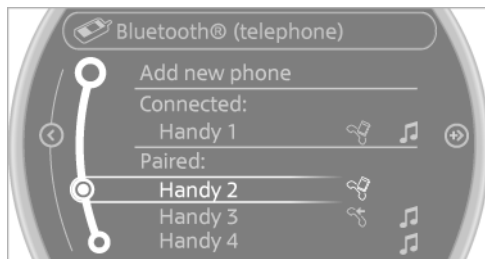 Bluetooth® (telephone)
Add new phone
Connected:
Handy 1
Paired:
Handy 2
Handy 3
Handy 4